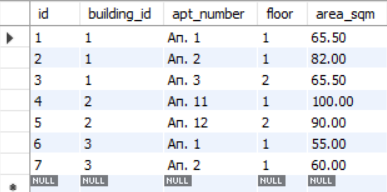 id building_id apt_number floor area_sqm
1 1 Ап. 1 1 65.50
2 1 Ап. 2 1 82.00
3 1 Ап. 3 2 65.50
4 2 Ап. 11 1 100.00
5 2 Ап. 12 2 90.00
6 3 Ап. 1 1 55.00
7 3 Ап. 2 1 60.00
NULL NULL NULL NULL NULL